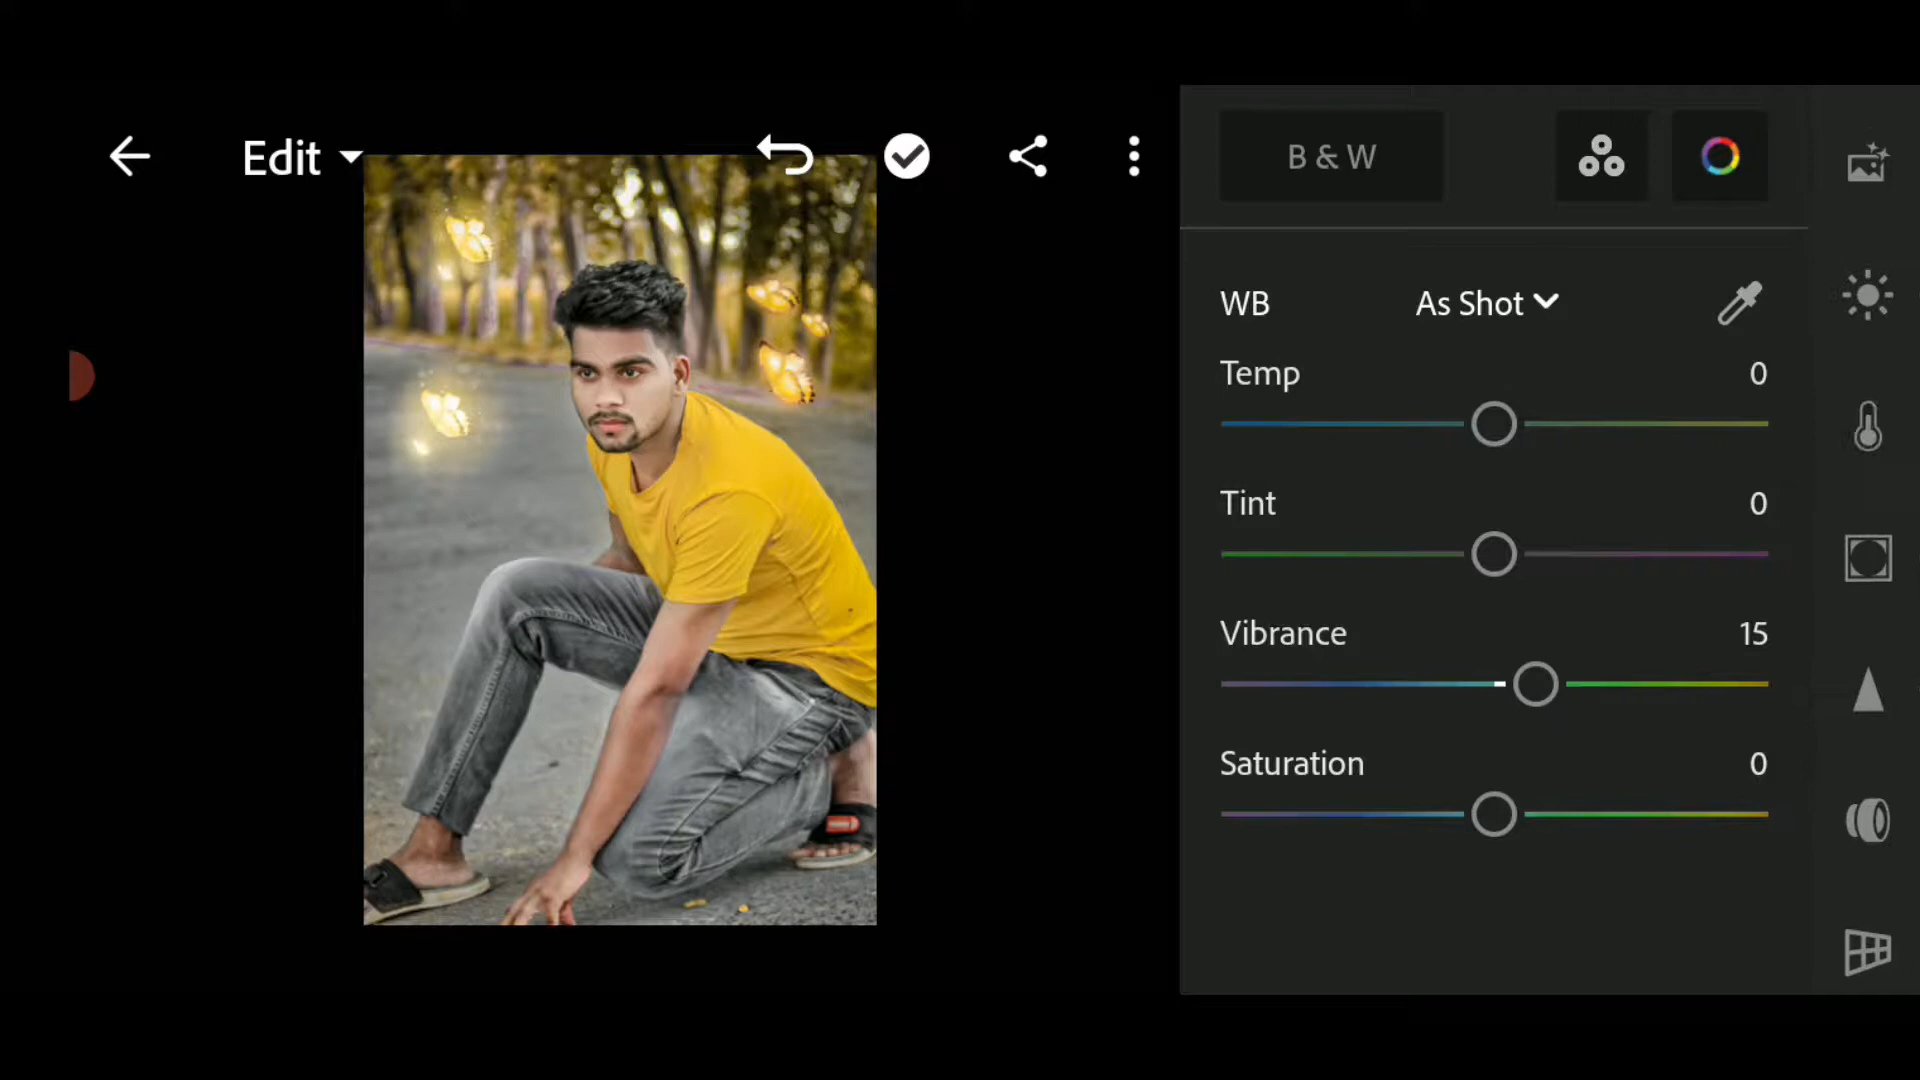 Edit
B & W
WB As Shot
Temp 0
Tint 0
Vibrance 15
Saturation 0